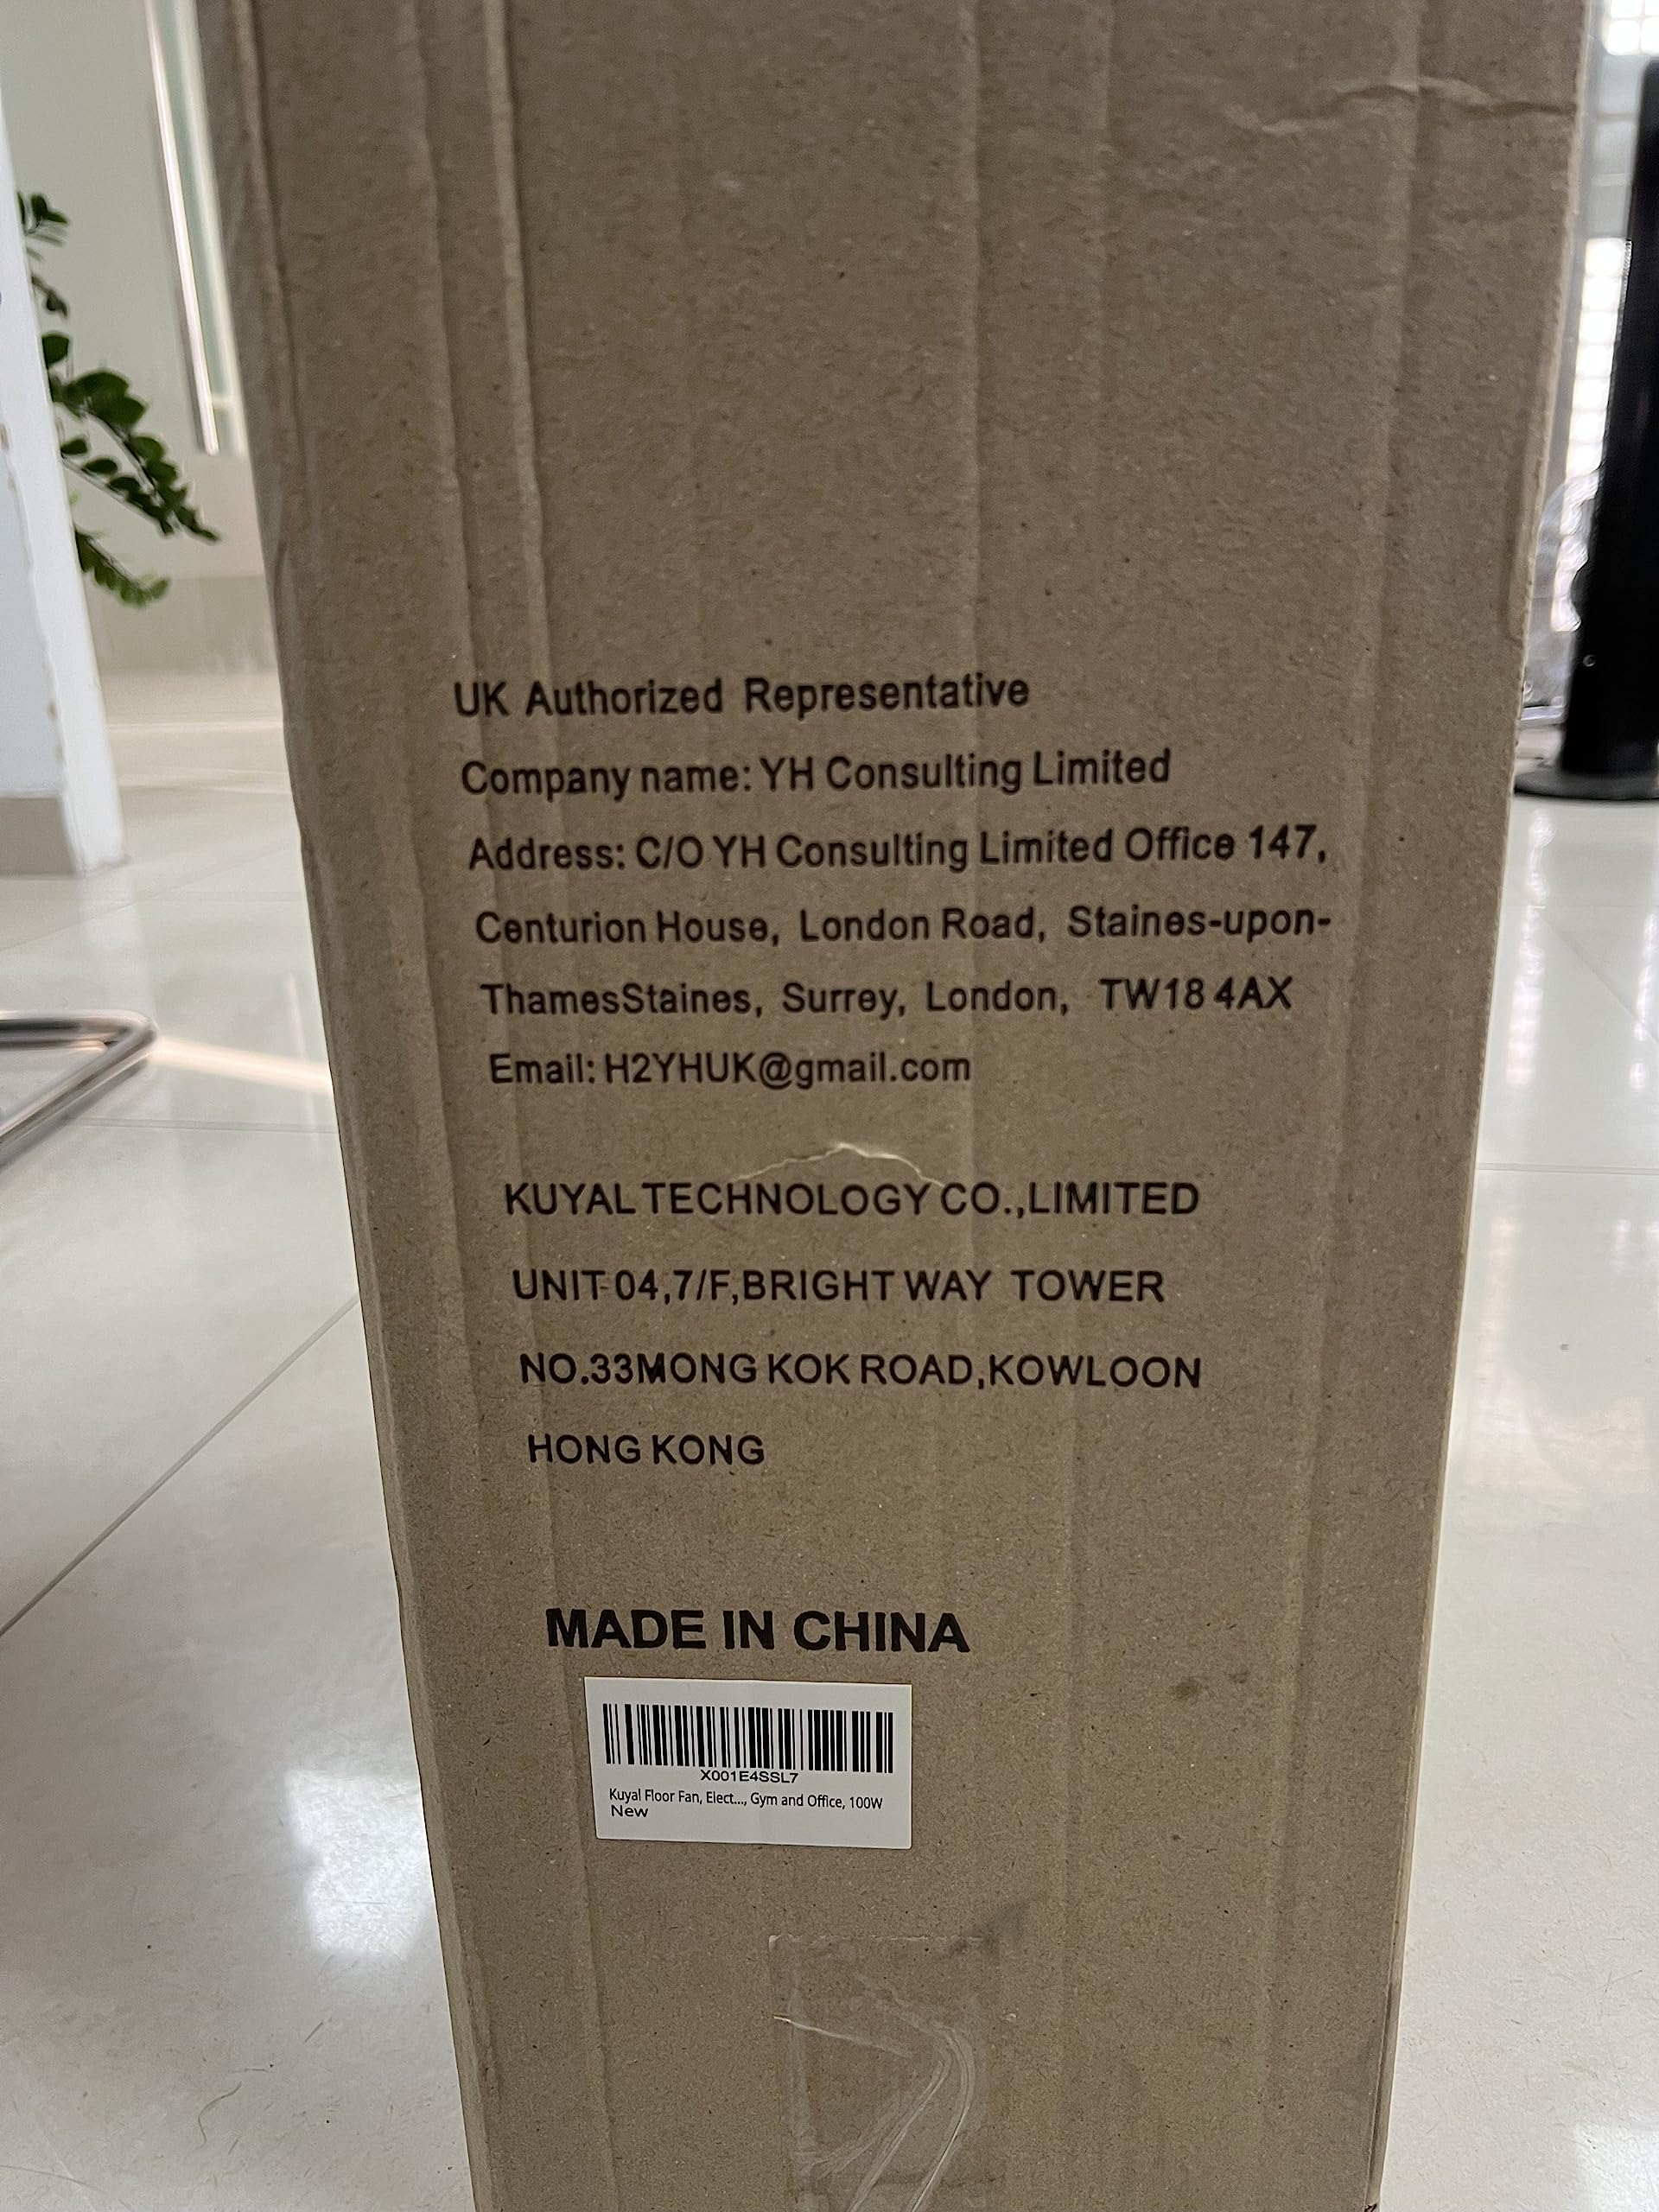 UK Authorized Representative
Company name: YH Consulting Limited
Address: C/O YH Consulting Limited Office 147,
Centurion House, London Road, Staines-upon-
ThamesStaines, Surrey, London, TW18 4AX
Email: H2YHUK@gmail.com
KUYAL TECHNOLOGY CO.,LIMITED
UNIT 04,7/F,BRIGHT WAY TOWER
NO.33MONG KOK ROAD,KOWLOON
HONG KONG
MADE IN CHINA
X001E4SSL7
Kuyal Floor Fan, Elect..., Gym and Office, 100W
New